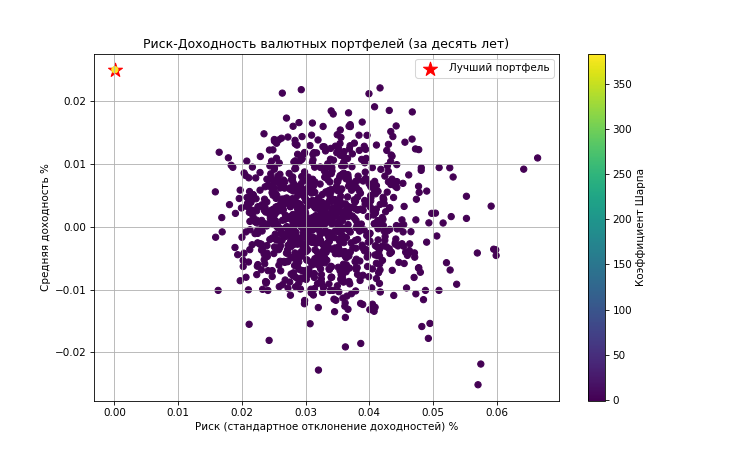 Риск-Доходность валютных портфелей (за десять лет)
Лучший портфель
Средняя доходность %
0.02
0.01
0.00
−0.01
−0.02
0.00 0.01 0.02 0.03 0.04 0.05 0.06
Риск (стандартное отклонение доходностей) %
350
300
250
200
150
100
50
0
Коэффициент Шарпа